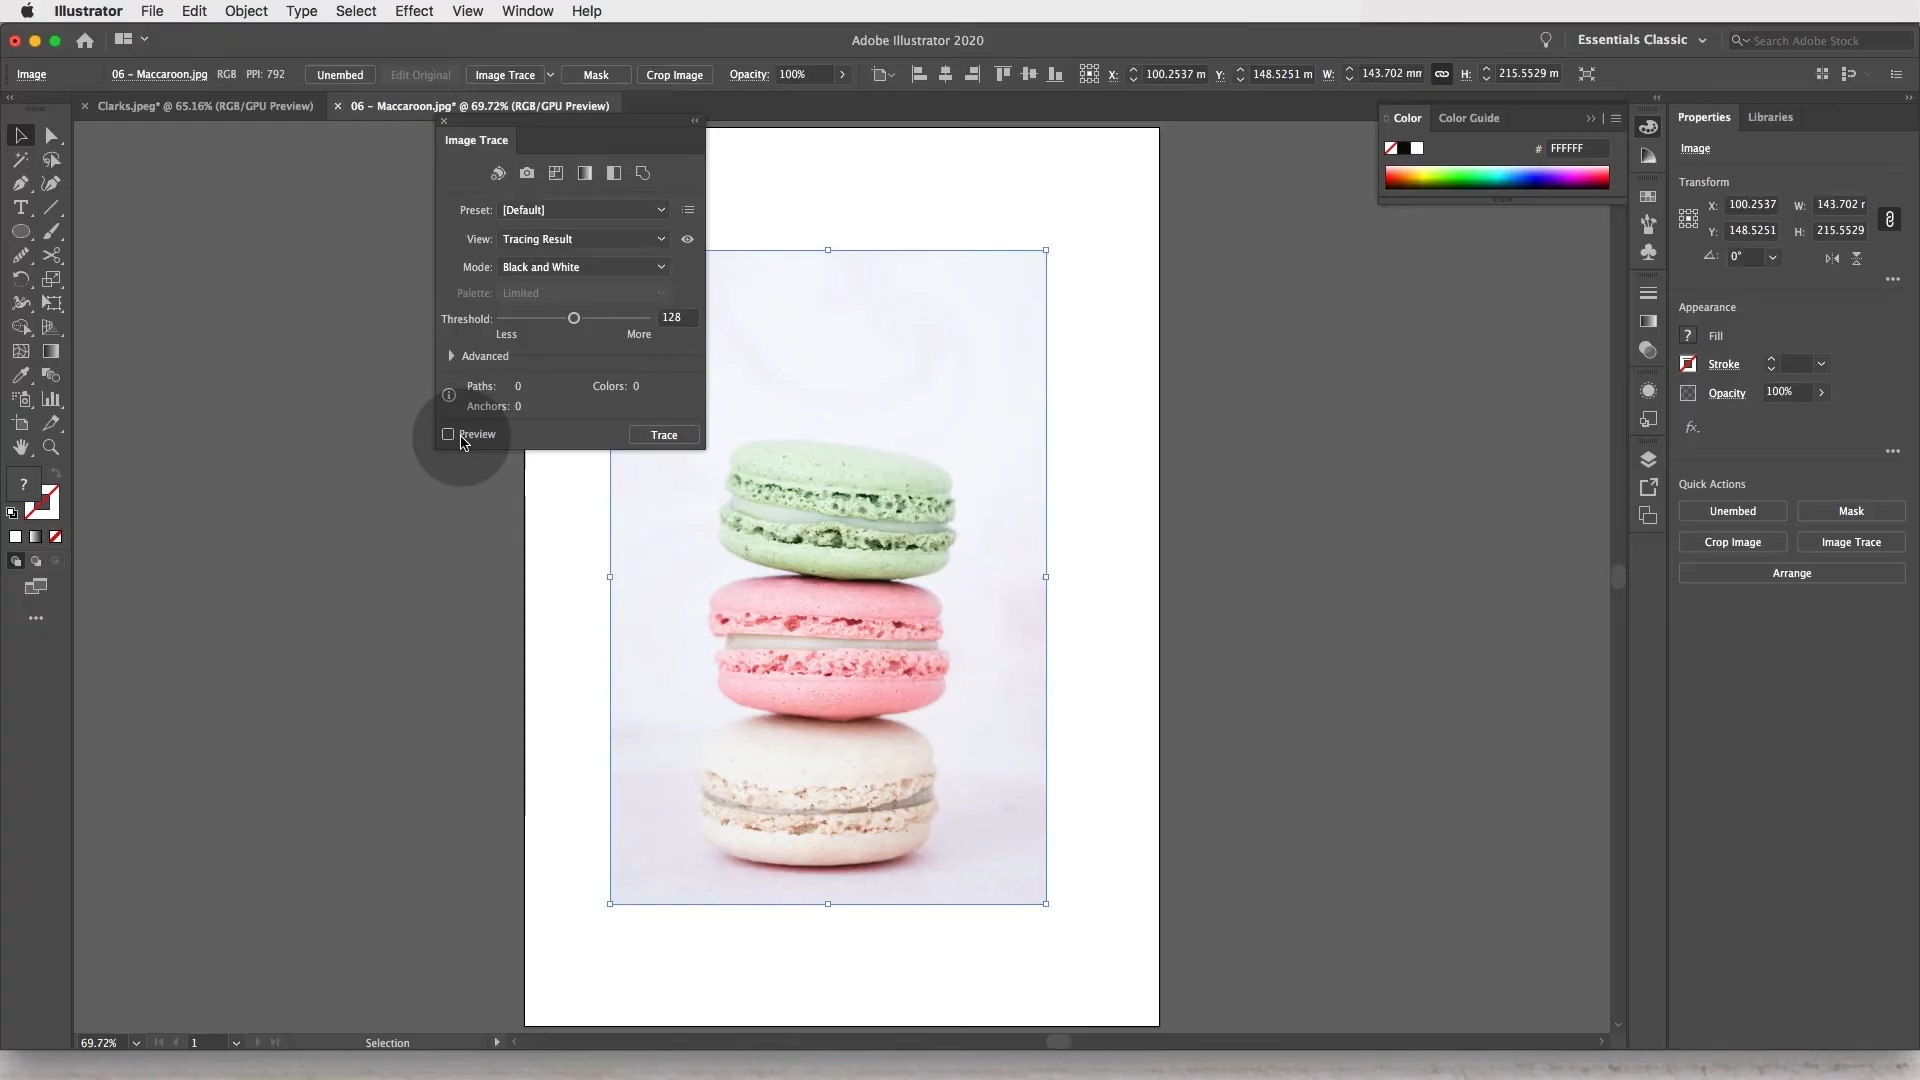 Illustrator File Edit Object Type Select Effect View Window Help
Adobe Illustrator 2020
Essentials Classic
Search Adobe Stock
Image 06 – Maccaroon.jpg RGB PPI: 792 Unembed Edit Original Image Trace Mask Crop Image Opacity: 100% X: 100.2537 m Y: 148.5251 m W: 143.702 mm H: 215.5529 m
Clarks.jpeg* @ 65.16% (RGB/GPU Preview) 06 – Maccaroon.jpg* @ 69.72% (RGB/GPU Preview)
Image Trace
Preset: [Default]
View: Tracing Result
Mode: Black and White
Palette: Limited
Threshold: 128
Less More
Advanced
Paths: 0 Colors: 0
Anchors: 0
Preview Trace
Color Color Guide
# FFFFFF
Properties Libraries
Image
Transform
X: 100.2537 W: 143.702 r
Y: 148.5251 H: 215.5529
0°
Appearance
? Fill
Stroke
Opacity 100%
fx.
Quick Actions
Unembed Mask
Crop Image Image Trace
Arrange
?
69.72% 1 Selection